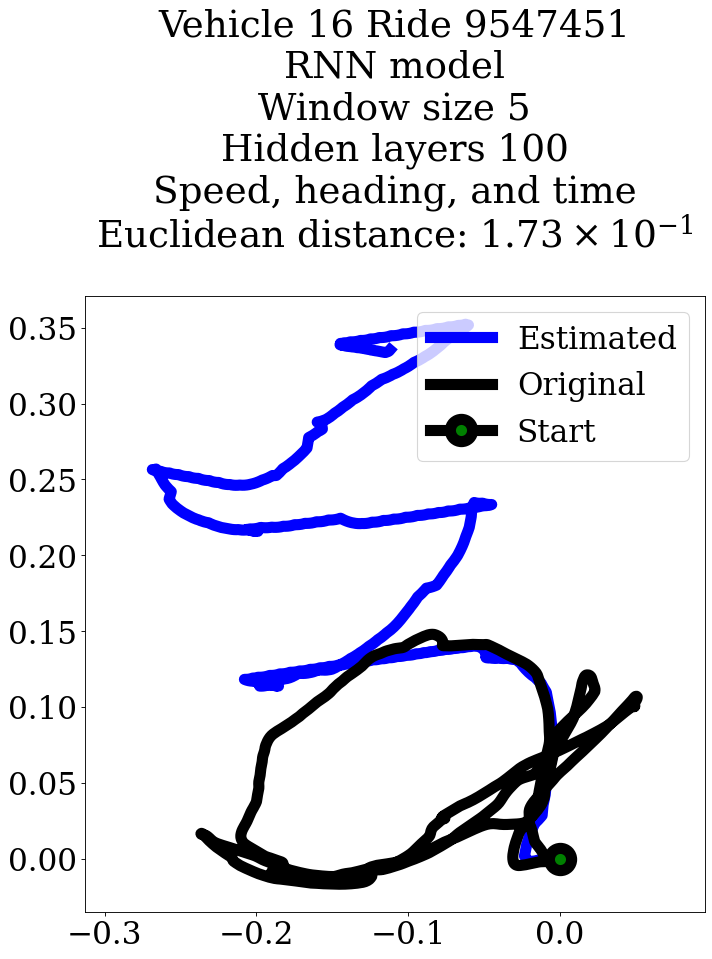 Vehicle 16 Ride 9547451
RNN model
Window size 5
Hidden layers 100
Speed, heading, and time
Euclidean distance: 1.73 × 10⁻¹
0.35
0.30
0.25
0.20
0.15
0.10
0.05
0.00
Estimated
Original
Start
−0.3 −0.2 −0.1 0.0